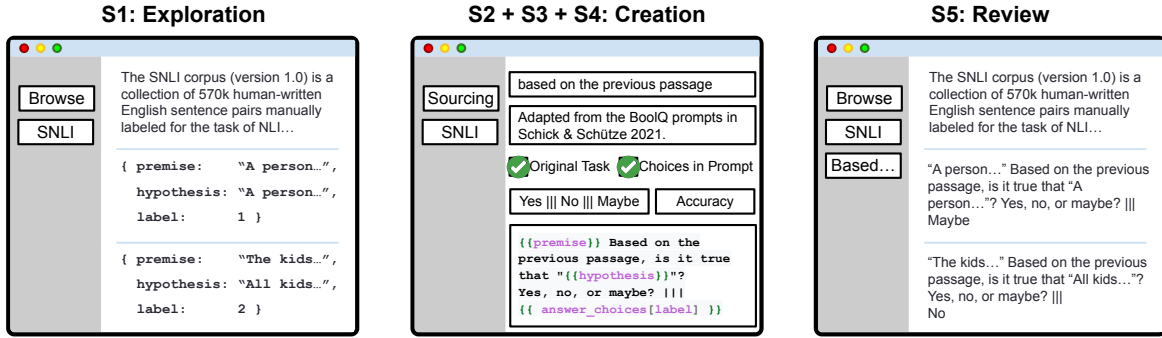 S1: Exploration
Browse
SNLI
The SNLI corpus (version 1.0) is a
collection of 570k human-written
English sentence pairs manually
labeled for the task of NLI…
{ premise: “A person…”,
hypothesis: “A person…”,
label: 1 }
{ premise: “The kids…”,
hypothesis: “All kids…”,
label: 2 }
S2 + S3 + S4: Creation
Sourcing
SNLI
based on the previous passage
Adapted from the BoolQ prompts in
Schick & Schütze 2021.
Original Task Choices in Prompt
Yes ||| No ||| Maybe Accuracy
{{premise}} Based on the
previous passage, is it true
that "{{hypothesis}}"?
Yes, no, or maybe? |||
{{ answer_choices[label] }}
S5: Review
Browse
SNLI
Based…
The SNLI corpus (version 1.0) is a
collection of 570k human-written
English sentence pairs manually
labeled for the task of NLI…
“A person…” Based on the previous
passage, is it true that “A
person…”? Yes, no, or maybe? |||
Maybe
“The kids…” Based on the previous
passage, is it true that “All kids…”?
Yes, no, or maybe? |||
No